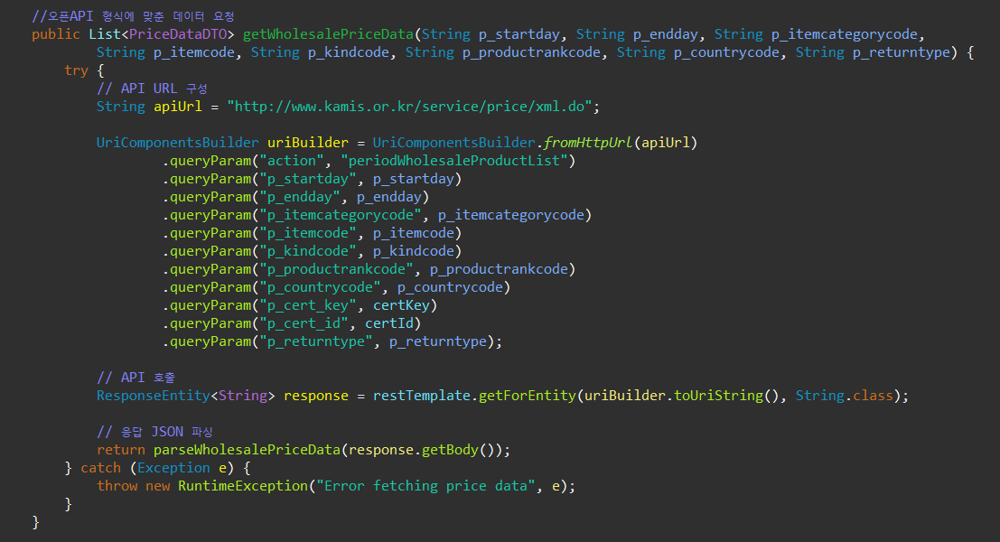 //오픈API 형식에 맞춘 데이터 요청
public List<PriceDataDTO> getWholesalePriceData(String p_startday, String p_endday, String p_itemcategorycode,
        String p_itemcode, String p_kindcode, String p_productrankcode, String p_countrycode, String p_returntype) {
    try {
        // API URL 구성
        String apiUrl = "http://www.kamis.or.kr/service/price/xml.do";

        UriComponentsBuilder uriBuilder = UriComponentsBuilder.fromHttpUrl(apiUrl)
                .queryParam("action", "periodWholesaleProductList")
                .queryParam("p_startday", p_startday)
                .queryParam("p_endday", p_endday)
                .queryParam("p_itemcategorycode", p_itemcategorycode)
                .queryParam("p_itemcode", p_itemcode)
                .queryParam("p_kindcode", p_kindcode)
                .queryParam("p_productrankcode", p_productrankcode)
                .queryParam("p_countrycode", p_countrycode)
                .queryParam("p_cert_key", certKey)
                .queryParam("p_cert_id", certId)
                .queryParam("p_returntype", p_returntype);

        // API 호출
        ResponseEntity<String> response = restTemplate.getForEntity(uriBuilder.toUriString(), String.class);

        // 응답 JSON 파싱
        return parseWholesalePriceData(response.getBody());
    } catch (Exception e) {
        throw new RuntimeException("Error fetching price data", e);
    }
}